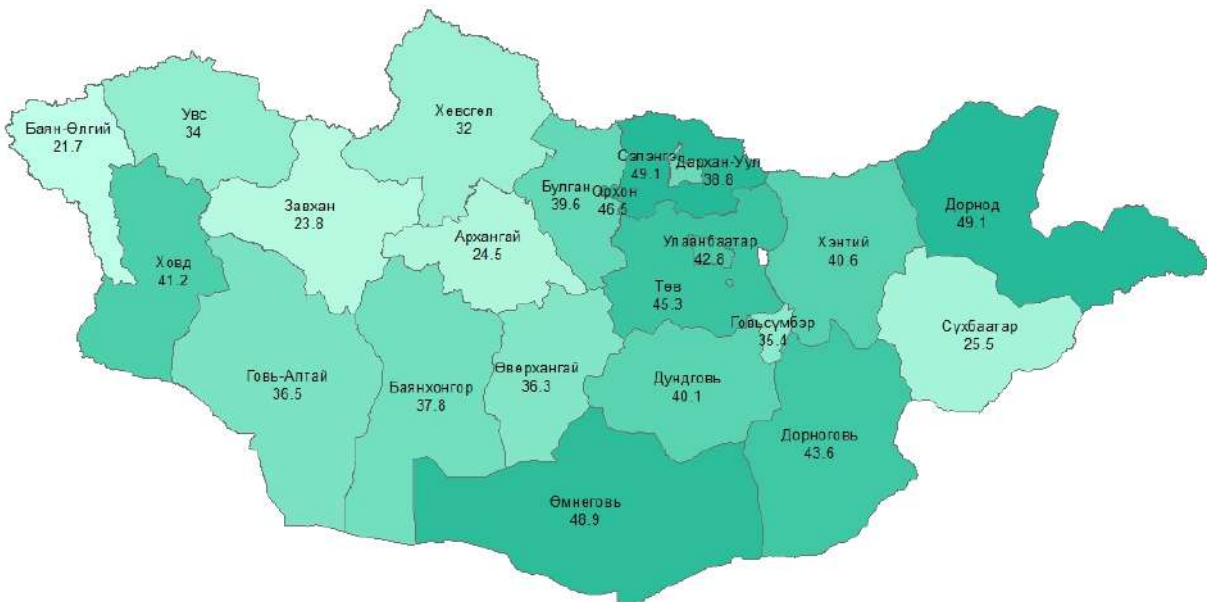 Увс
34
Баян-Өлгий
21.7
Ховд
41.2
Хөвсгөл
32
Завхан
23.8
Архангай
24.5
Булган
39.6
Орхон
46.5
Сэлэнгэ
49.1
Дархан-Уул
38.8
Улаанбаатар
42.8
Төв
45.3
Хэнтий
40.6
Дорнод
49.1
Сүхбаатар
25.5
Говьсүмбэр
35.4
Говь-Алтай
36.5
Баянхонгор
37.8
Өвөрхангай
36.3
Дундговь
40.1
Дорноговь
43.6
Өмнөговь
48.9